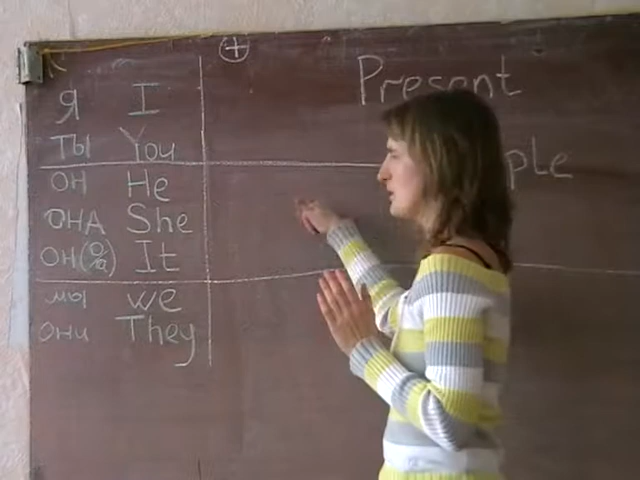 +
Present
ple
Я I
ты You
он He
она She
он(о/а) It
мы we
они They